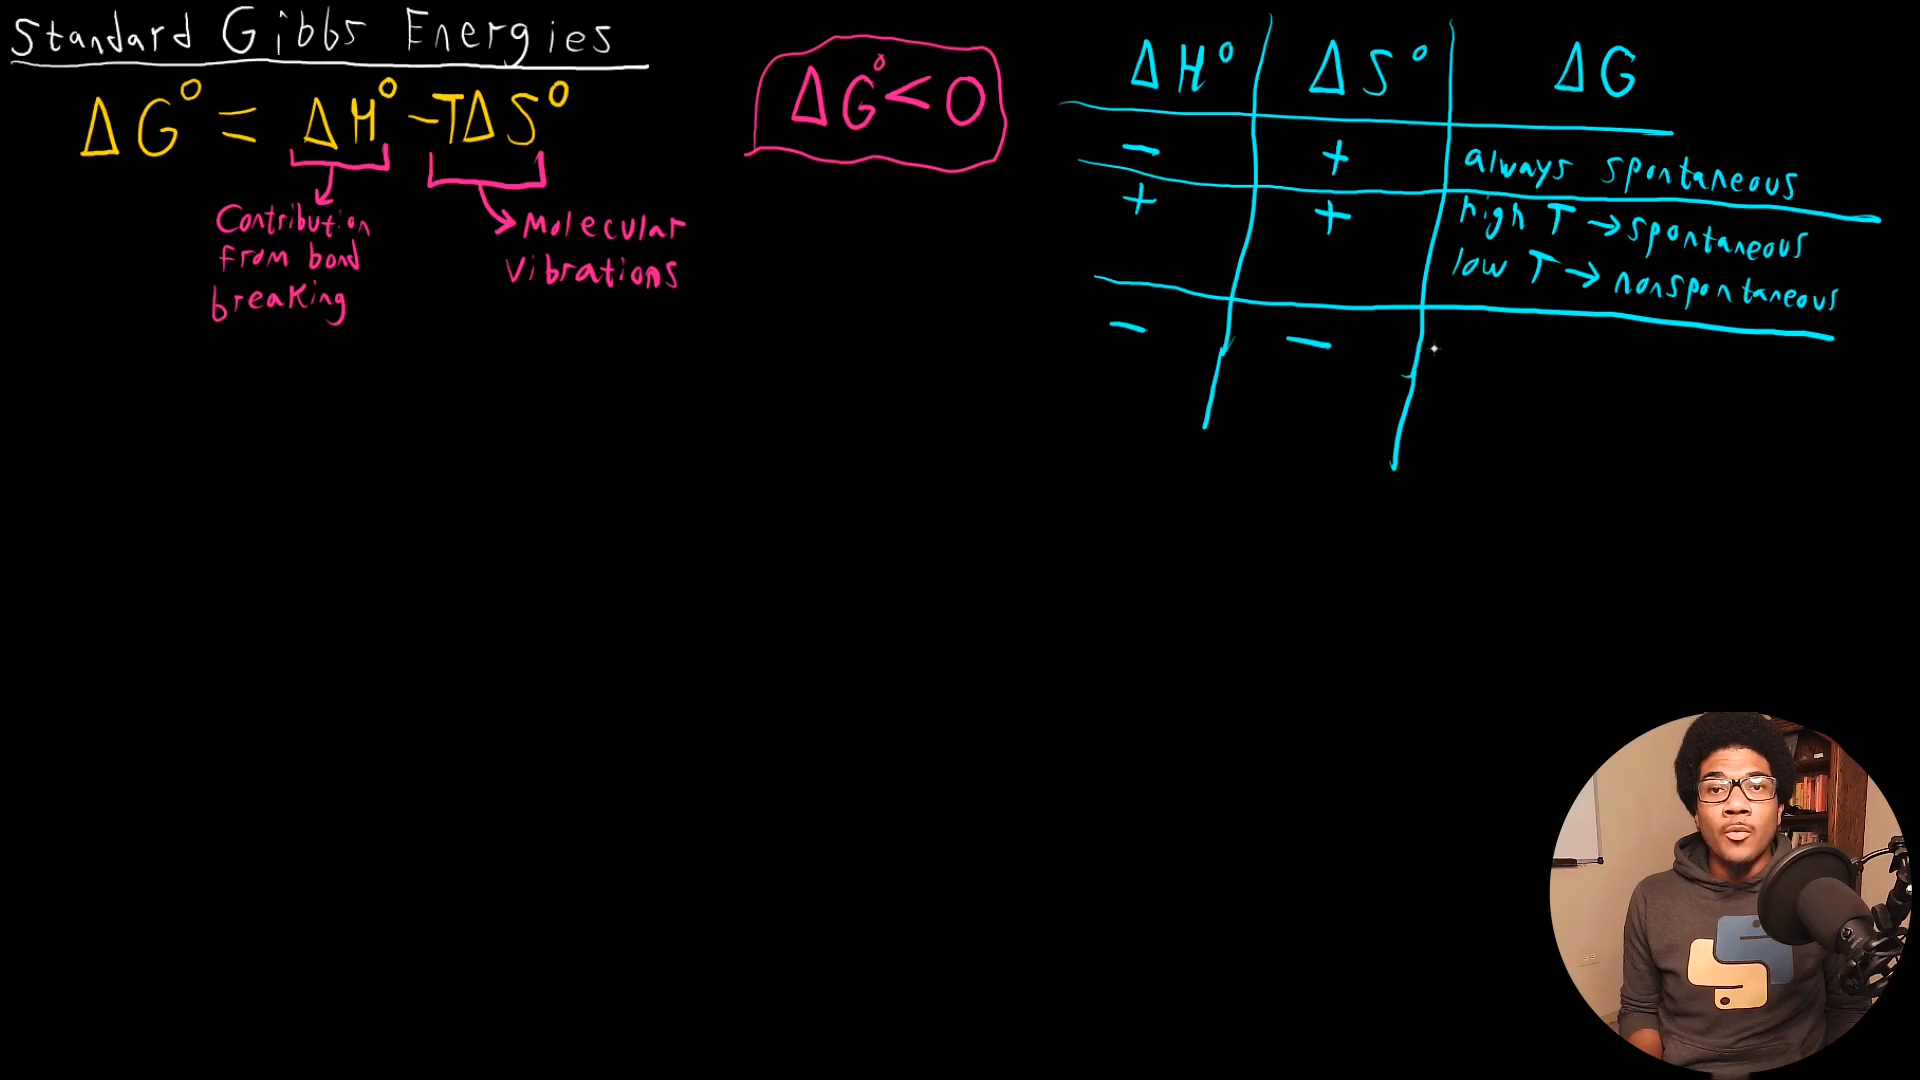 Standard Gibbs Energies
ΔG° = ΔH° -TΔS°
Contribution
from bond
breaking
Molecular
Vibrations
ΔG° < 0
ΔH° ΔS° ΔG
- + always spontaneous
+ + high T → spontaneous
low T → nonspontaneous
- -